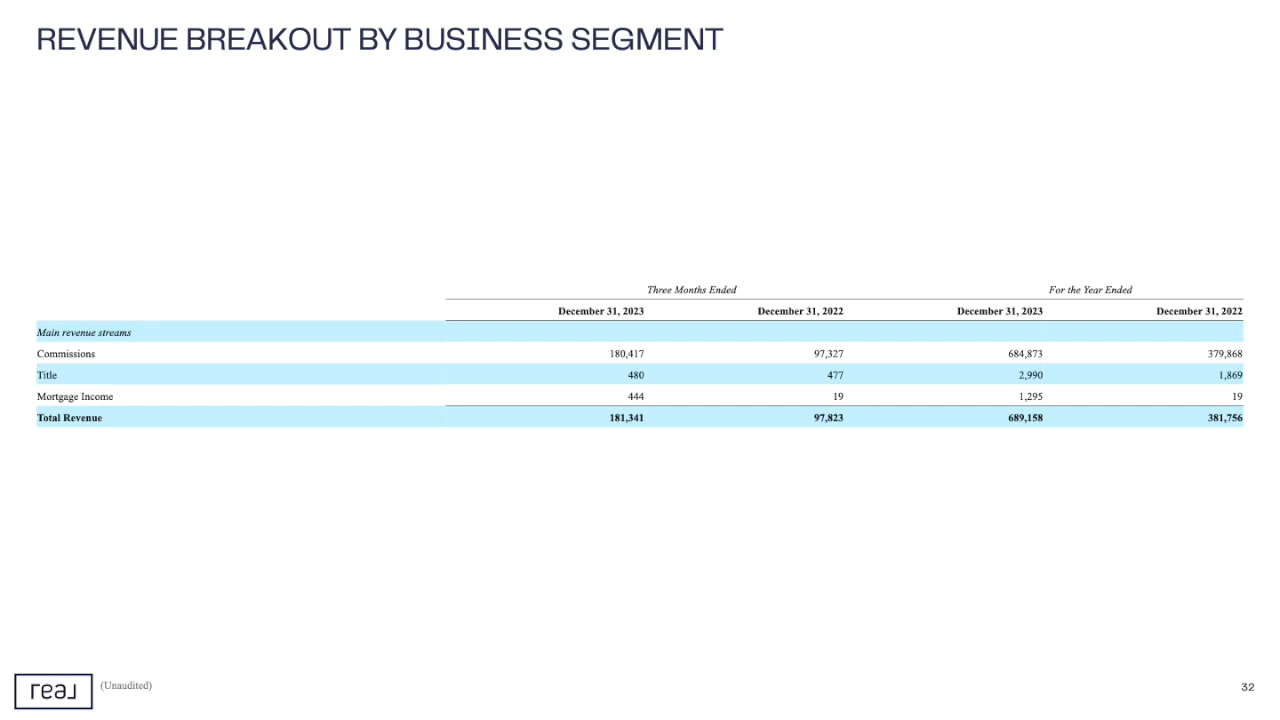 REVENUE BREAKOUT BY BUSINESS SEGMENT
Three Months Ended For the Year Ended
December 31, 2023 December 31, 2022 December 31, 2023 December 31, 2022
Main revenue streams
Commissions 180,417 97,327 684,873 379,868
Title 480 477 2,990 1,869
Mortgage Income 444 19 1,295 19
Total Revenue 181,341 97,823 689,158 381,756
real (Unaudited) 32